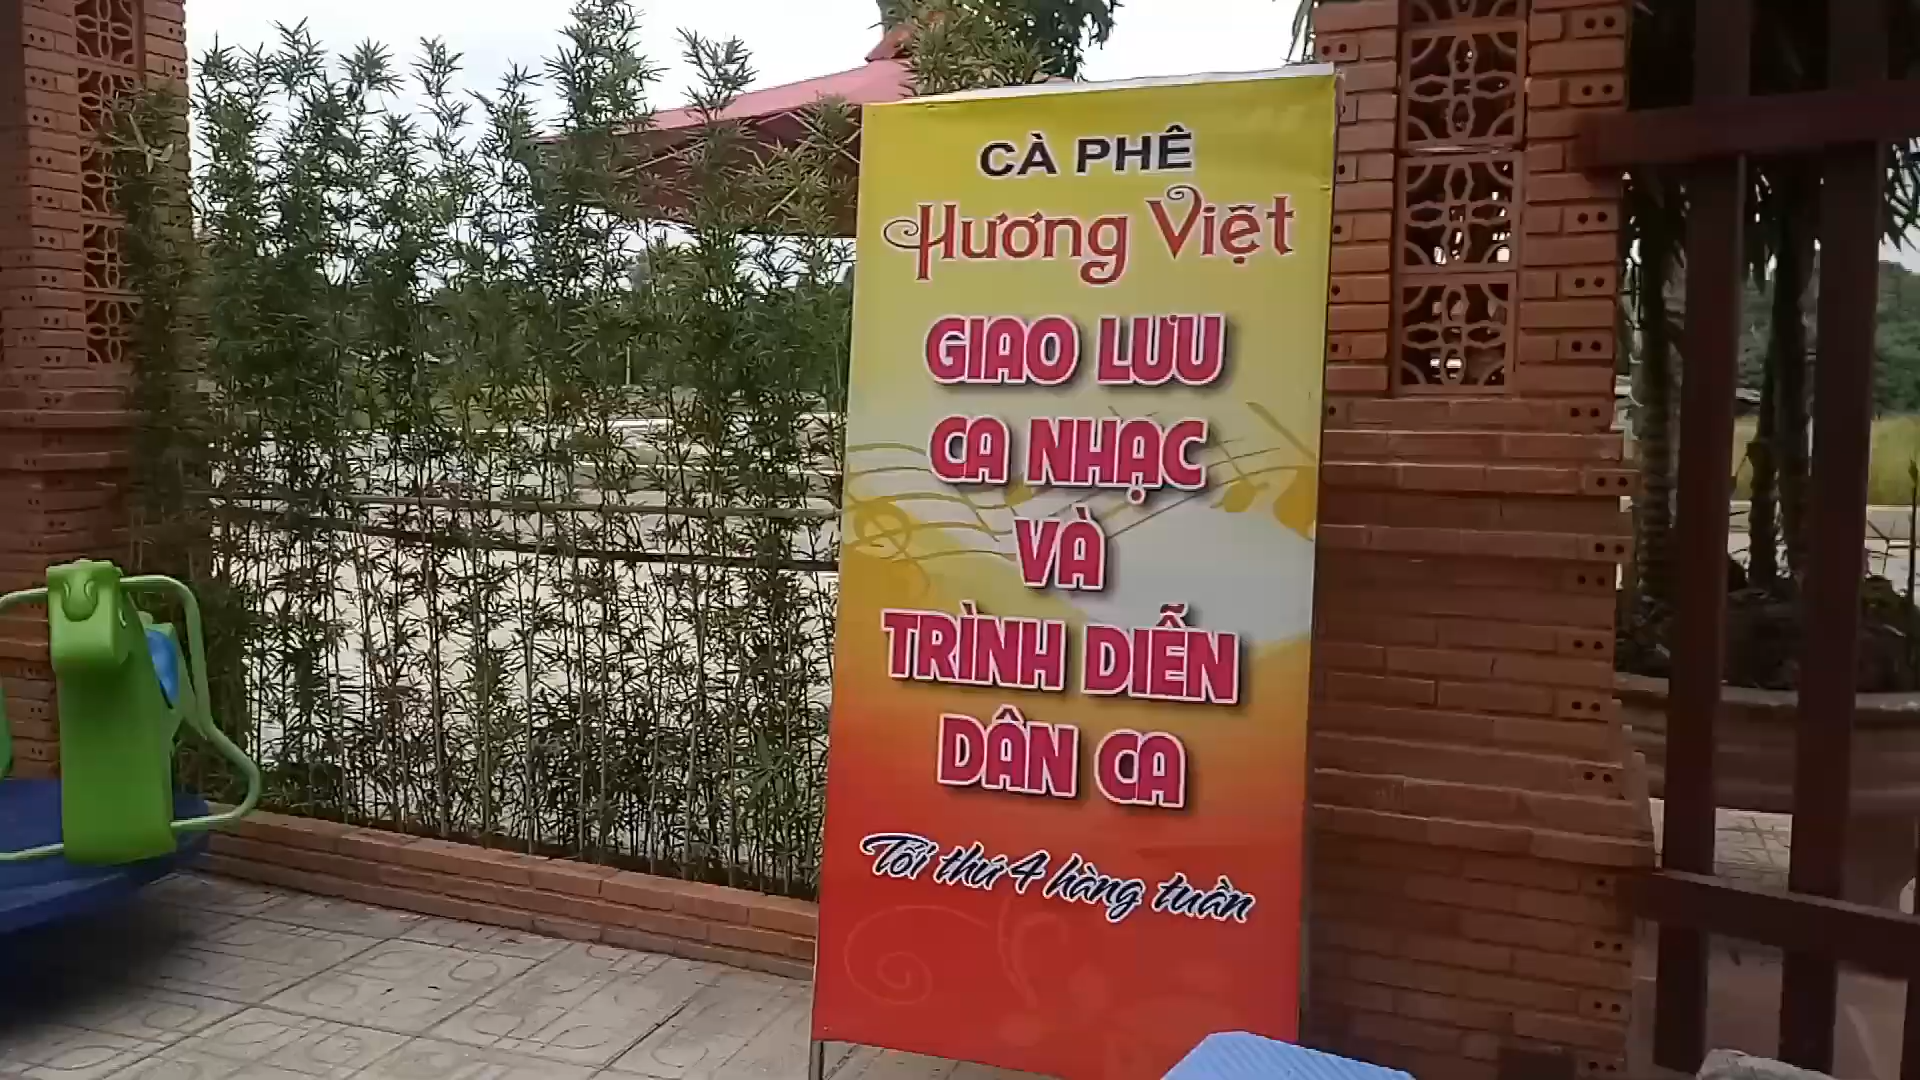 CÀ PHÊ
Hương Việt
GIAO LƯU
CA NHẠC
VÀ
TRÌNH DIỄN
DÂN CA
Tối thứ 4 hàng tuần